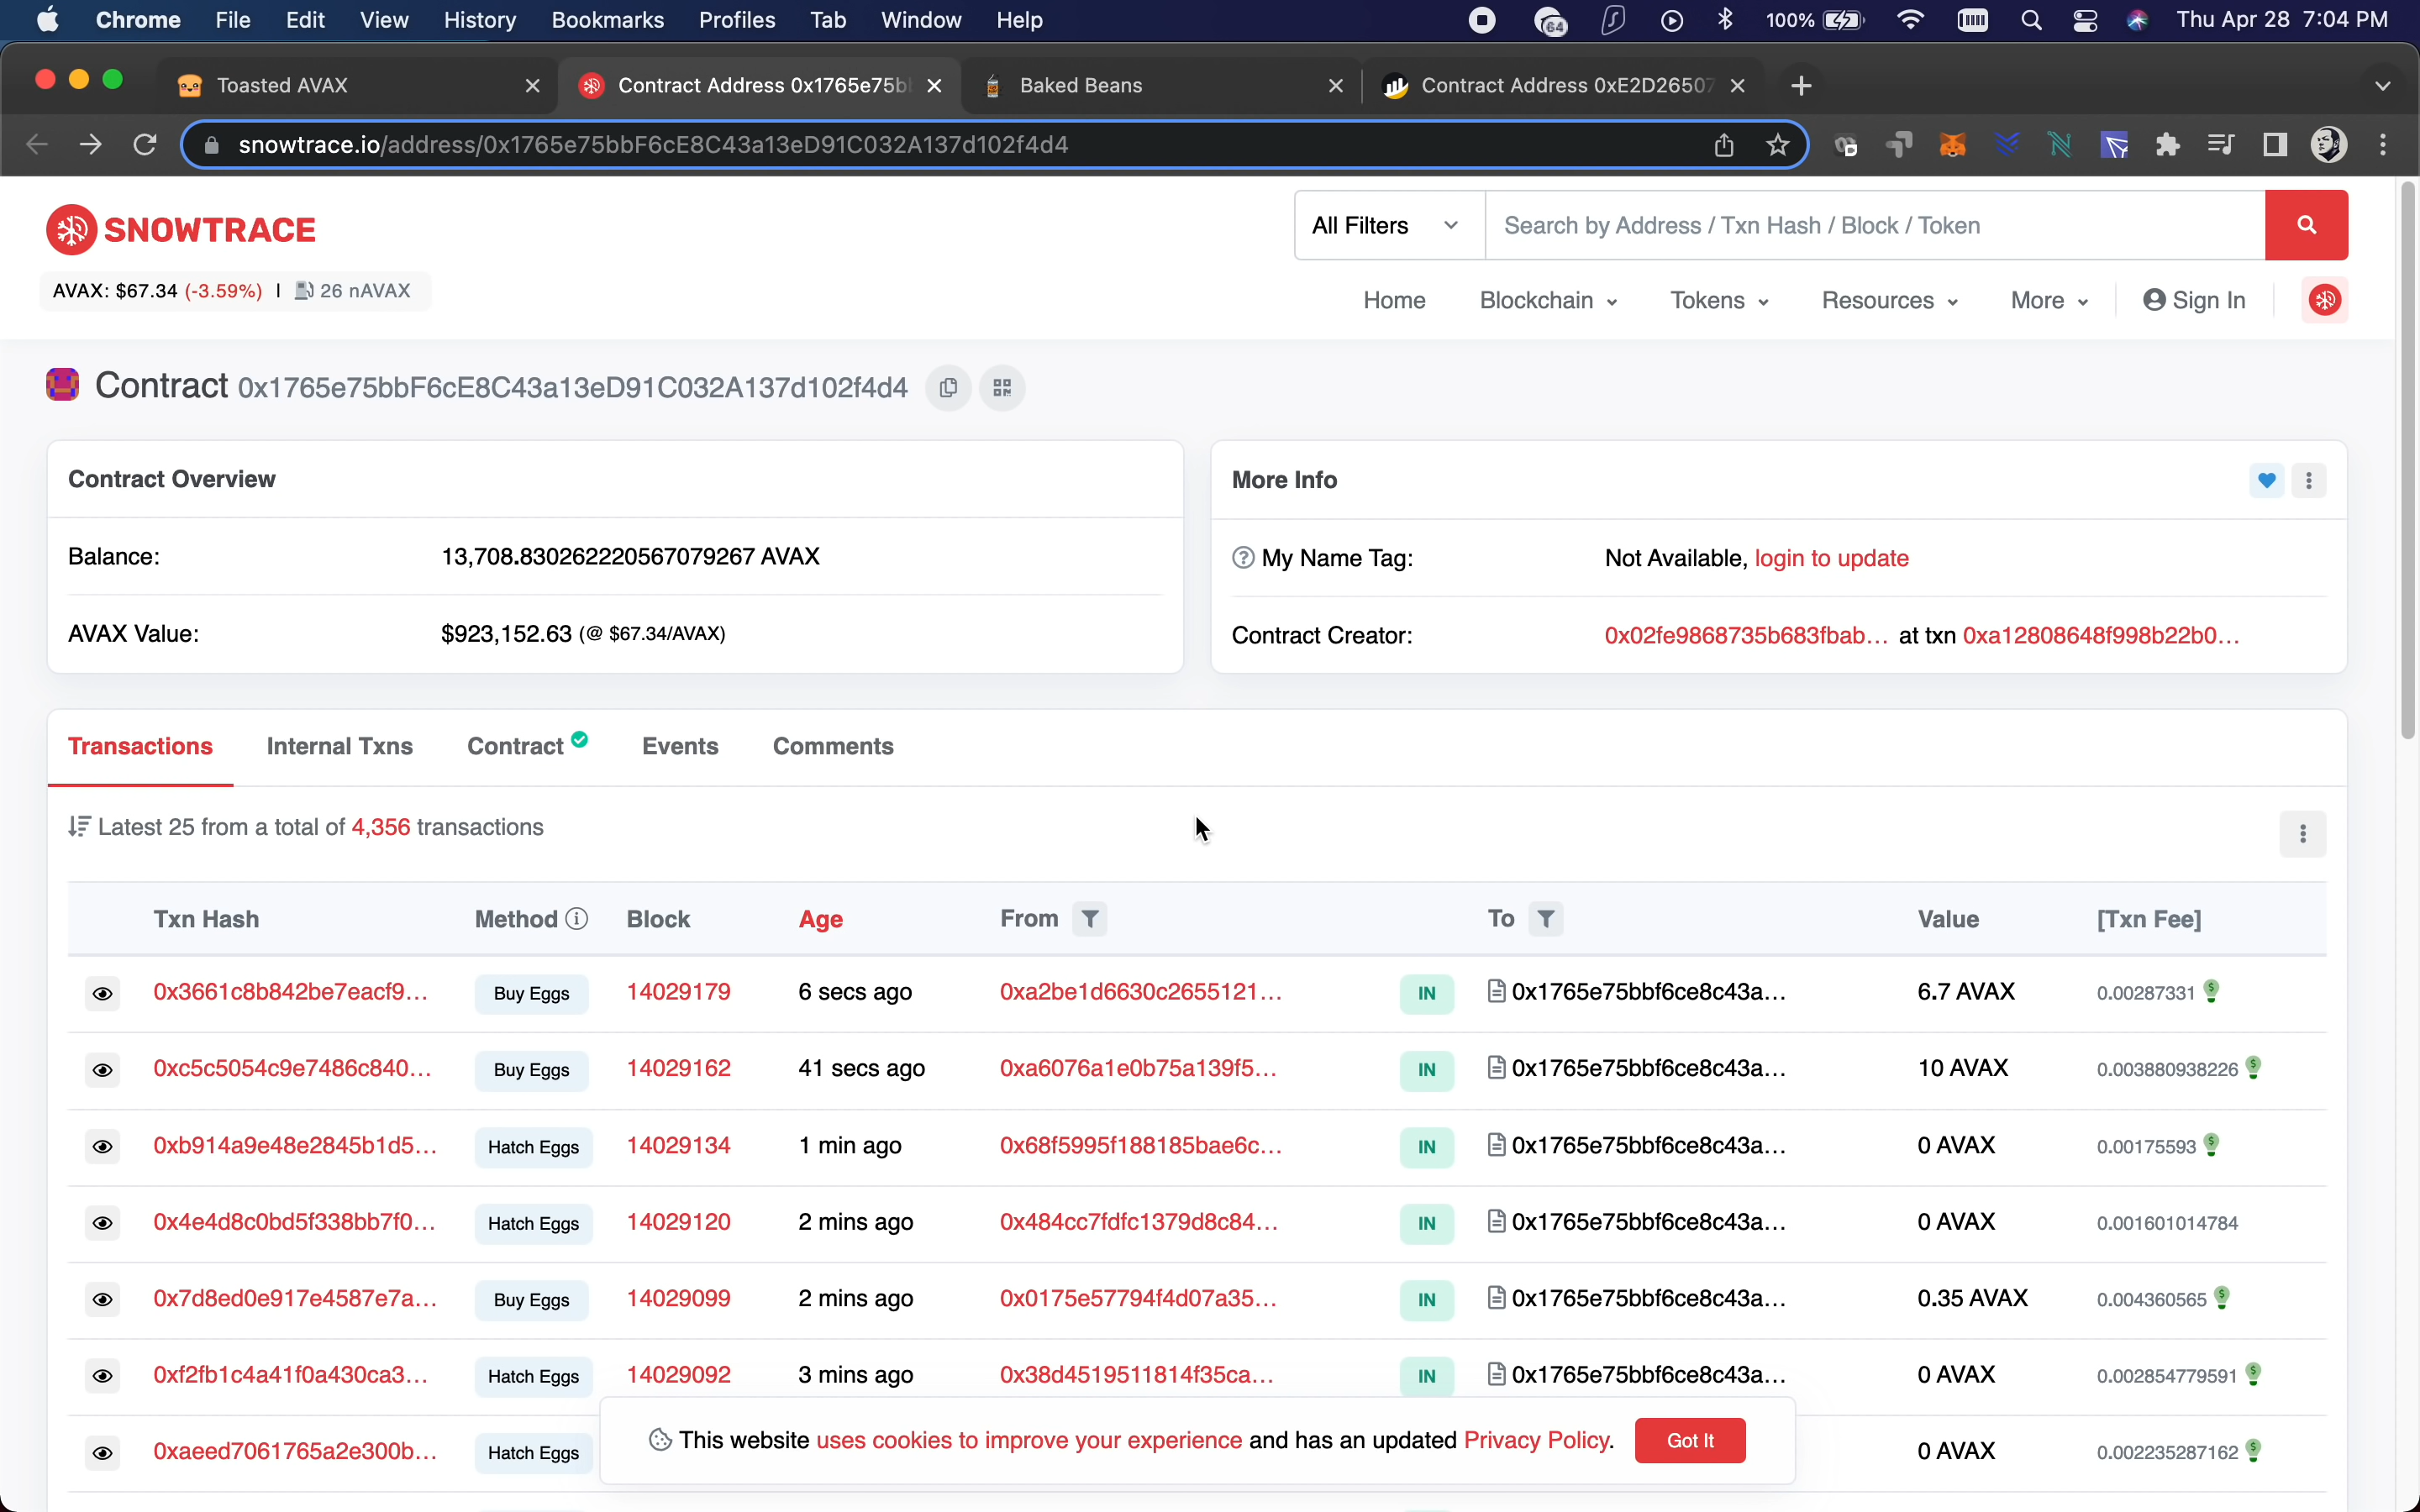 Chrome File Edit View History Bookmarks Profiles Tab Window Help 64 100% Thu Apr 28 7:04 PM
Toasted AVAX Contract Address 0x1765e75b Baked Beans Contract Address 0xE2D26507
snowtrace.io/address/0x1765e75bbF6cE8C43a13eD91C032A137d102f4d4
SNOWTRACE
All Filters Search by Address / Txn Hash / Block / Token
AVAX: $67.34 (-3.59%) | 26 nAVAX
Home Blockchain Tokens Resources More Sign In
Contract 0x1765e75bbF6cE8C43a13eD91C032A137d102f4d4
Contract Overview
Balance: 13,708.830262220567079267 AVAX
AVAX Value: $923,152.63 (@ $67.34/AVAX)
More Info
My Name Tag: Not Available, login to update
Contract Creator: 0x02fe9868735b683fbab... at txn 0xa12808648f998b22b0...
Transactions Internal Txns Contract Events Comments
Latest 25 from a total of 4,356 transactions
Txn Hash Method Block Age From To Value [Txn Fee]
0x3661c8b842be7eacf9... Buy Eggs 14029179 6 secs ago 0xa2be1d6630c2655121... IN 0x1765e75bbf6ce8c43a... 6.7 AVAX 0.00287331
0xc5c5054c9e7486c840... Buy Eggs 14029162 41 secs ago 0xa6076a1e0b75a139f5... IN 0x1765e75bbf6ce8c43a... 10 AVAX 0.003880938226
0xb914a9e48e2845b1d5... Hatch Eggs 14029134 1 min ago 0x68f5995f188185bae6c... IN 0x1765e75bbf6ce8c43a... 0 AVAX 0.00175593
0x4e4d8c0bd5f338bb7f0... Hatch Eggs 14029120 2 mins ago 0x484cc7fdfc1379d8c84... IN 0x1765e75bbf6ce8c43a... 0 AVAX 0.001601014784
0x7d8ed0e917e4587e7a... Buy Eggs 14029099 2 mins ago 0x0175e57794f4d07a35... IN 0x1765e75bbf6ce8c43a... 0.35 AVAX 0.004360565
0xf2fb1c4a41f0a430ca3... Hatch Eggs 14029092 3 mins ago 0x38d4519511814f35ca... IN 0x1765e75bbf6ce8c43a... 0 AVAX 0.002854779591
0xaeed7061765a2e300b... Hatch Eggs 0 AVAX 0.002235287162
This website uses cookies to improve your experience and has an updated Privacy Policy. Got It